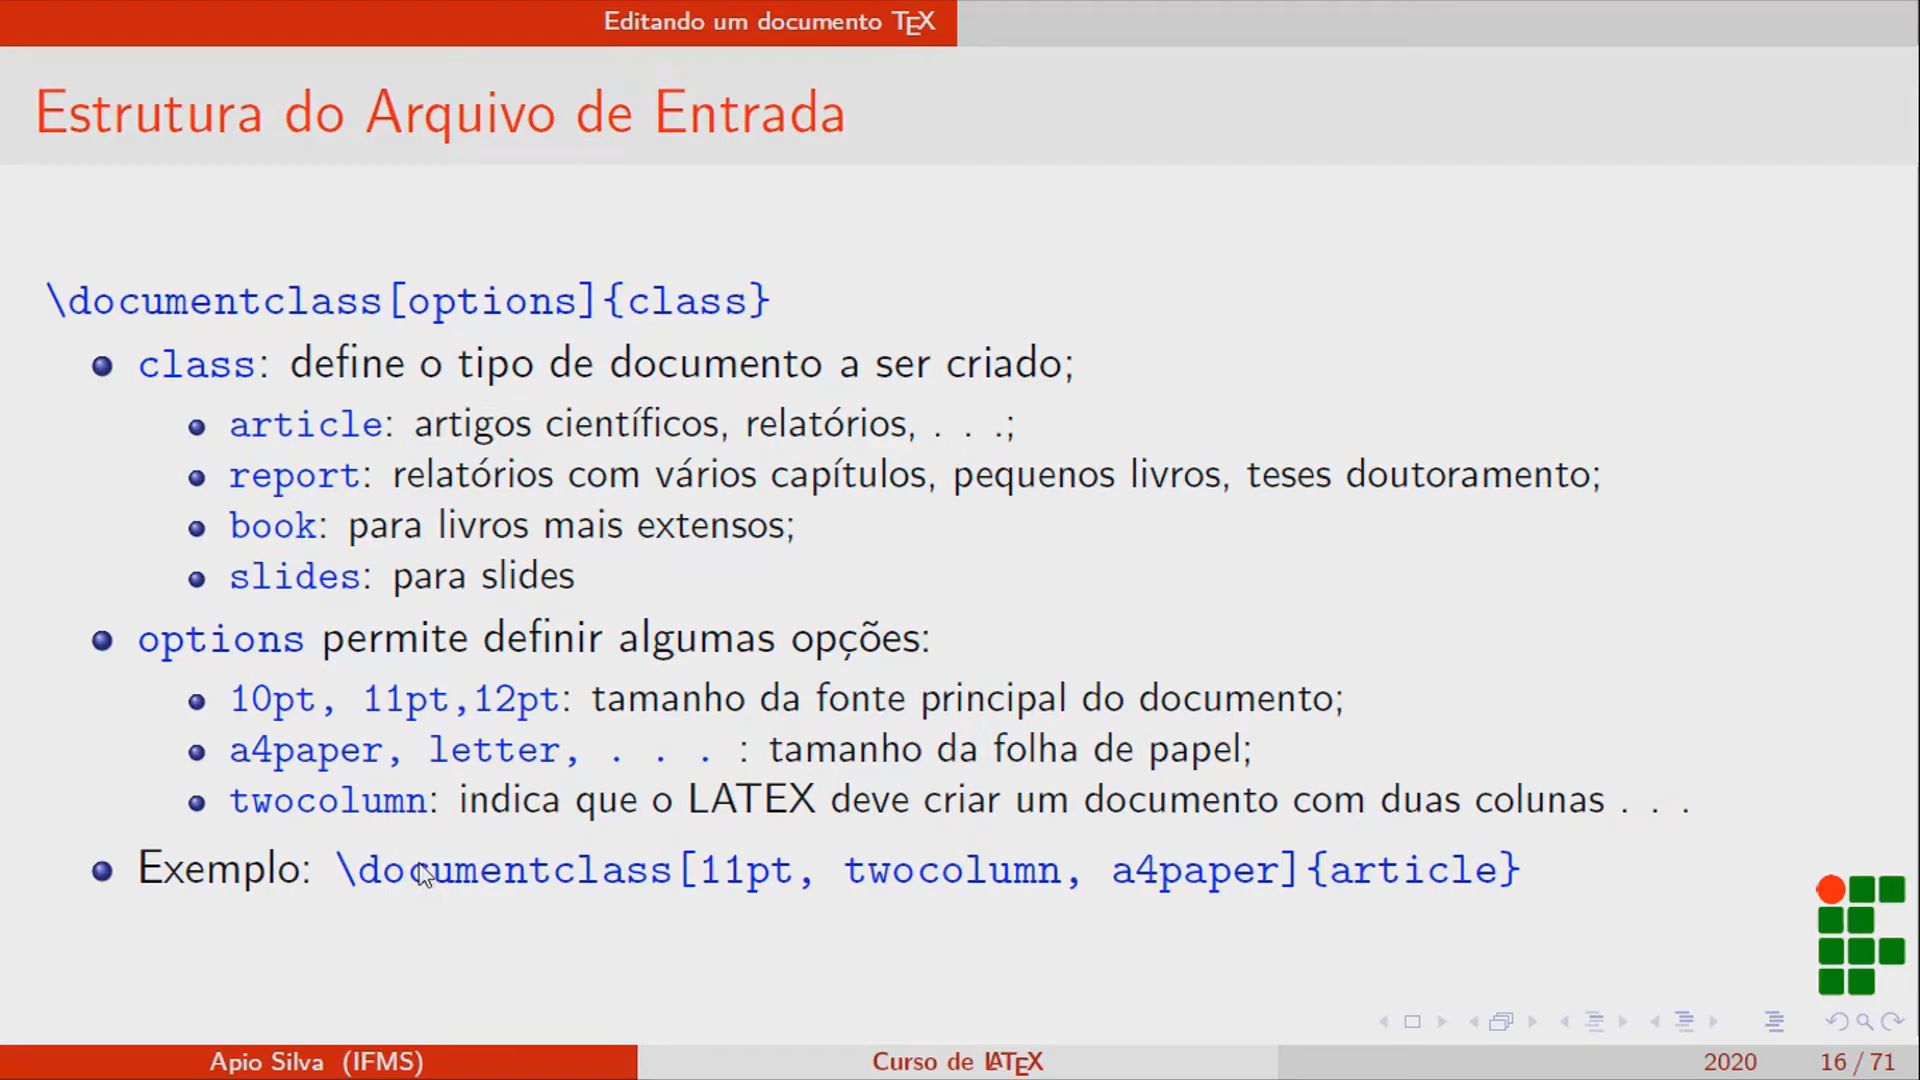 Editando um documento TEX
Estrutura do Arquivo de Entrada
\documentclass[options]{class}
class: define o tipo de documento a ser criado;
article: artigos científicos, relatórios, . . .;
report: relatórios com vários capítulos, pequenos livros, teses doutoramento;
book: para livros mais extensos;
slides: para slides
options permite definir algumas opções:
10pt, 11pt,12pt: tamanho da fonte principal do documento;
a4paper, letter, . . . : tamanho da folha de papel;
twocolumn: indica que o LATEX deve criar um documento com duas colunas . . .
Exemplo: \documentclass[11pt, twocolumn, a4paper]{article}
Apio Silva (IFMS)
Curso de LATEX
2020
16 / 71